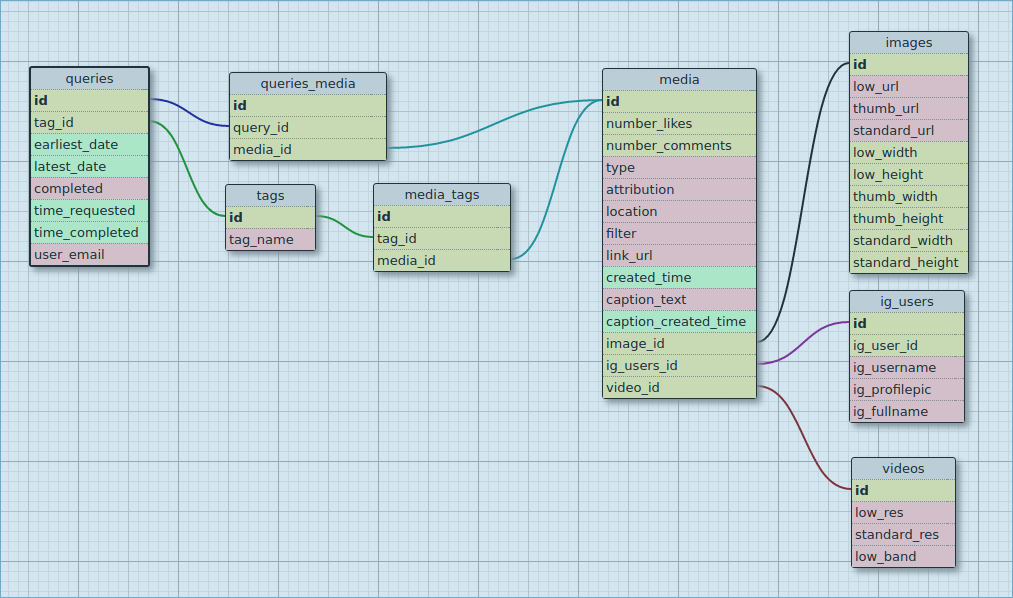 queries
id
tag_id
earliest_date
latest_date
completed
time_requested
time_completed
user_email
queries_media
id
query_id
media_id
tags
id
tag_name
media_tags
id
tag_id
media_id
media
id
number_likes
number_comments
type
attribution
location
filter
link_url
created_time
caption_text
caption_created_time
image_id
ig_users_id
video_id
images
id
low_url
thumb_url
standard_url
low_width
low_height
thumb_width
thumb_height
standard_width
standard_height
ig_users
id
ig_user_id
ig_username
ig_profilepic
ig_fullname
videos
id
low_res
standard_res
low_band